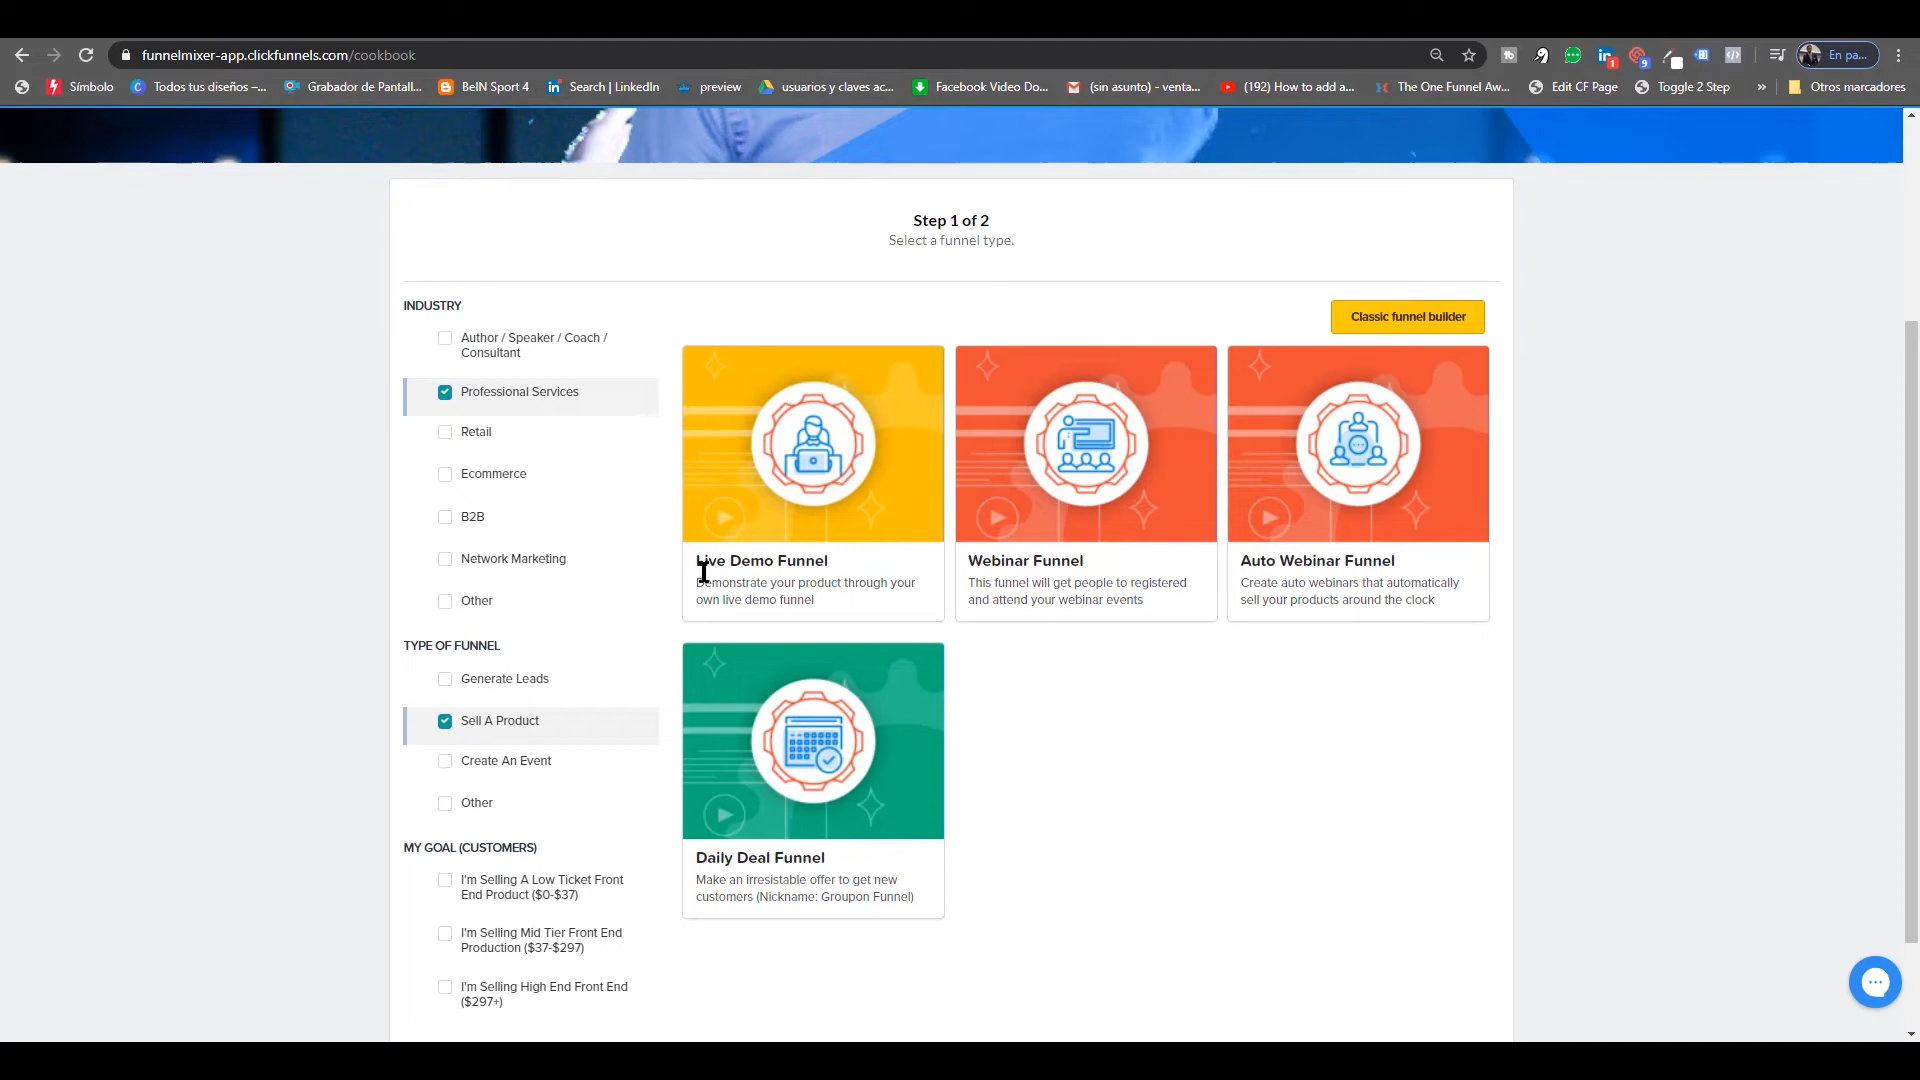 funnelmixer-app.clickfunnels.com/cookbook
En pa...
Símbolo
Todos tus diseños –...
Grabador de Pantall...
BeIN Sport 4
Search | LinkedIn
preview
usuarios y claves ac...
Facebook Video Do...
(sin asunto) - venta...
(192) How to add a...
The One Funnel Aw...
Edit CF Page
Toggle 2 Step
»
Otros marcadores
Step 1 of 2
Select a funnel type.
INDUSTRY
Author / Speaker / Coach /
Consultant
Professional Services
Retail
Ecommerce
B2B
Network Marketing
Other
TYPE OF FUNNEL
Generate Leads
Sell A Product
Create An Event
Other
MY GOAL (CUSTOMERS)
I'm Selling A Low Ticket Front
End Product ($0-$37)
I'm Selling Mid Tier Front End
Production ($37-$297)
I'm Selling High End Front End
($297+)
Classic funnel builder
Live Demo Funnel
Demonstrate your product through your
own live demo funnel
Webinar Funnel
This funnel will get people to registered
and attend your webinar events
Auto Webinar Funnel
Create auto webinars that automatically
sell your products around the clock
Daily Deal Funnel
Make an irresistable offer to get new
customers (Nickname: Groupon Funnel)